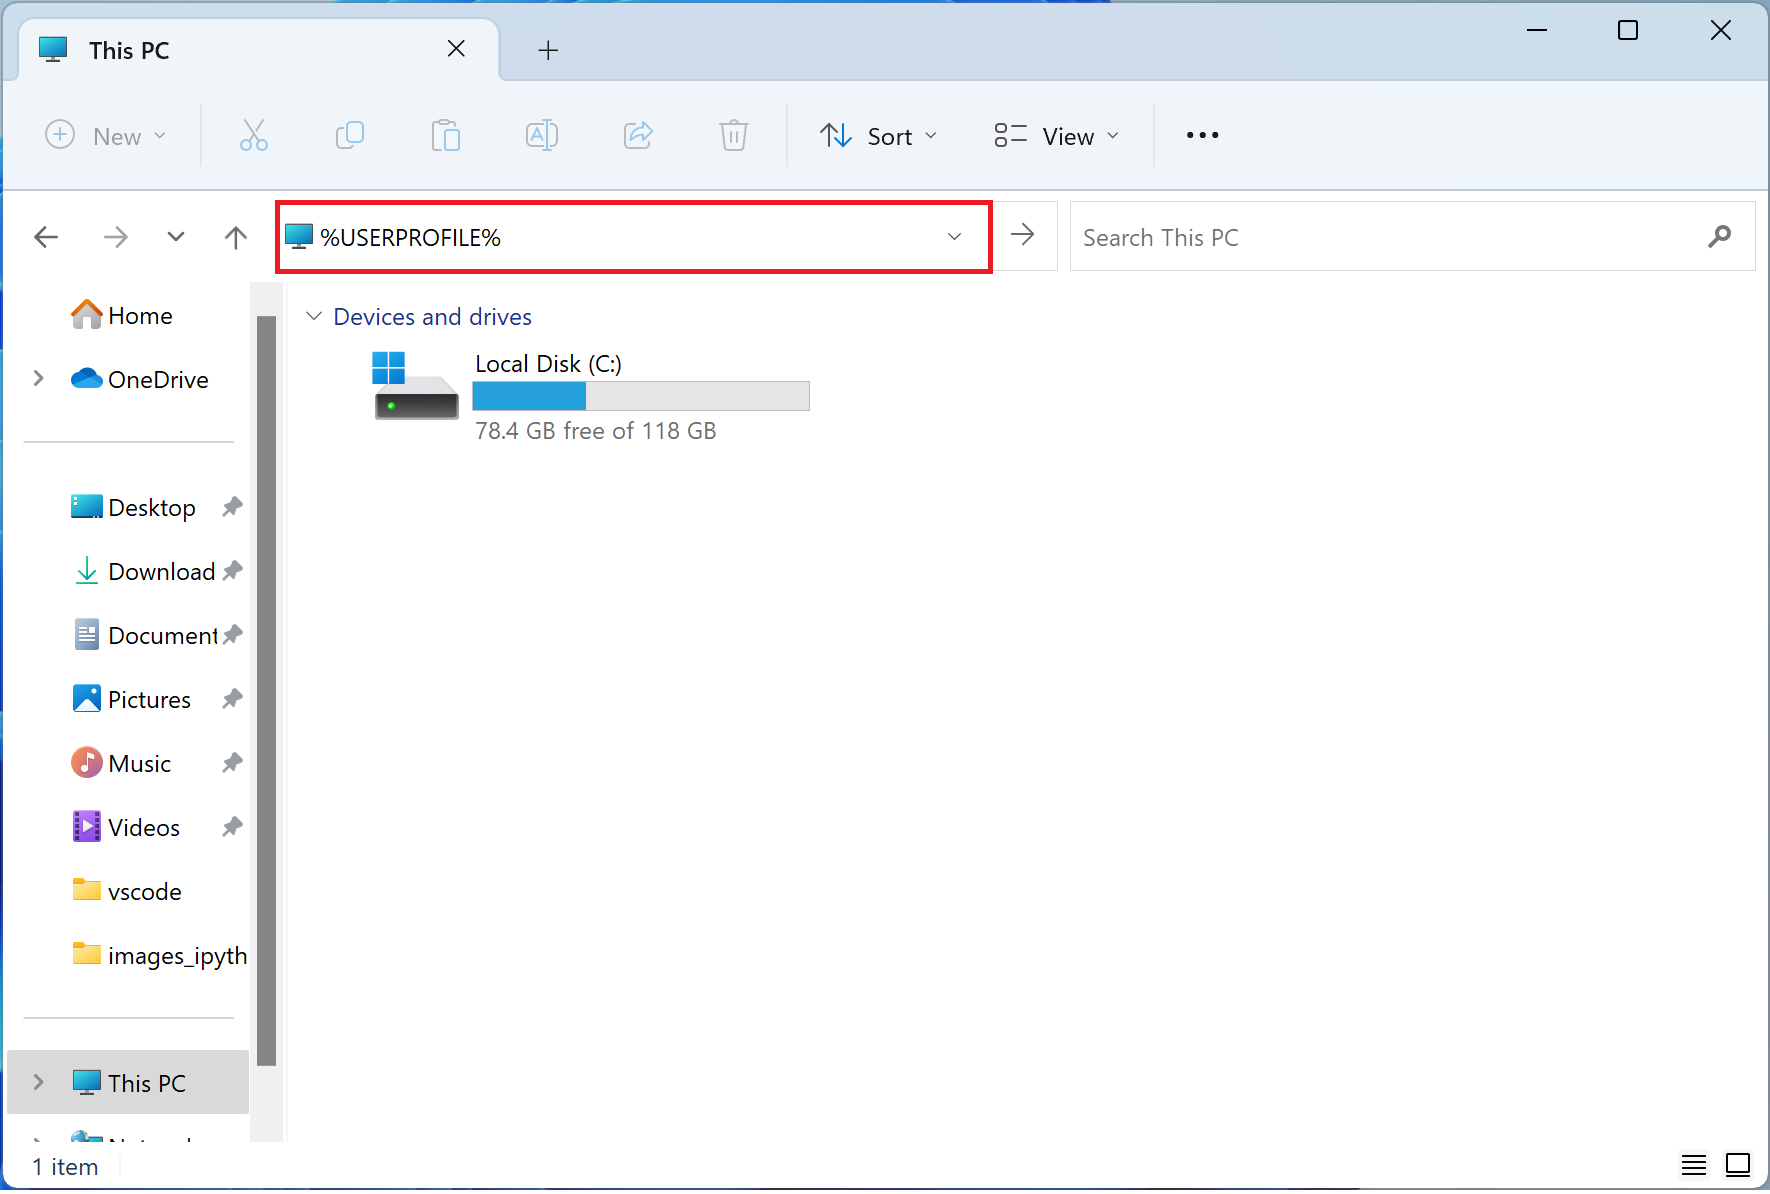 This PC
New
Sort
View
%USERPROFILE%
Search This PC
Home
OneDrive
Desktop
Download
Document
Pictures
Music
Videos
vscode
images_ipyth
This PC
Devices and drives
Local Disk (C:)
78.4 GB free of 118 GB
1 item